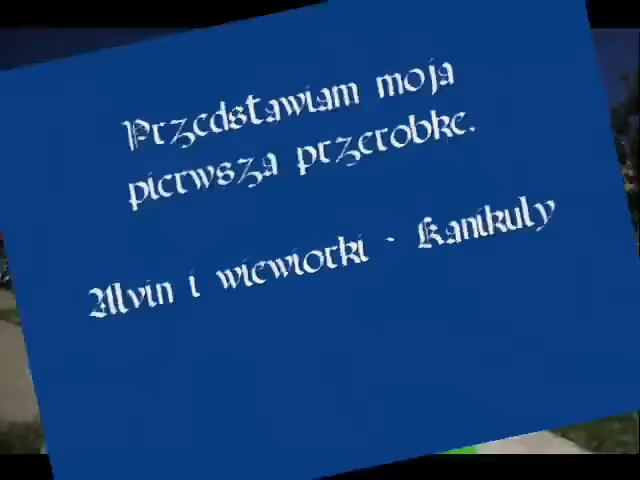 Przedstawiam moja
pierwsza przerobke.
Alvin i wiewiorki - Kanikuly